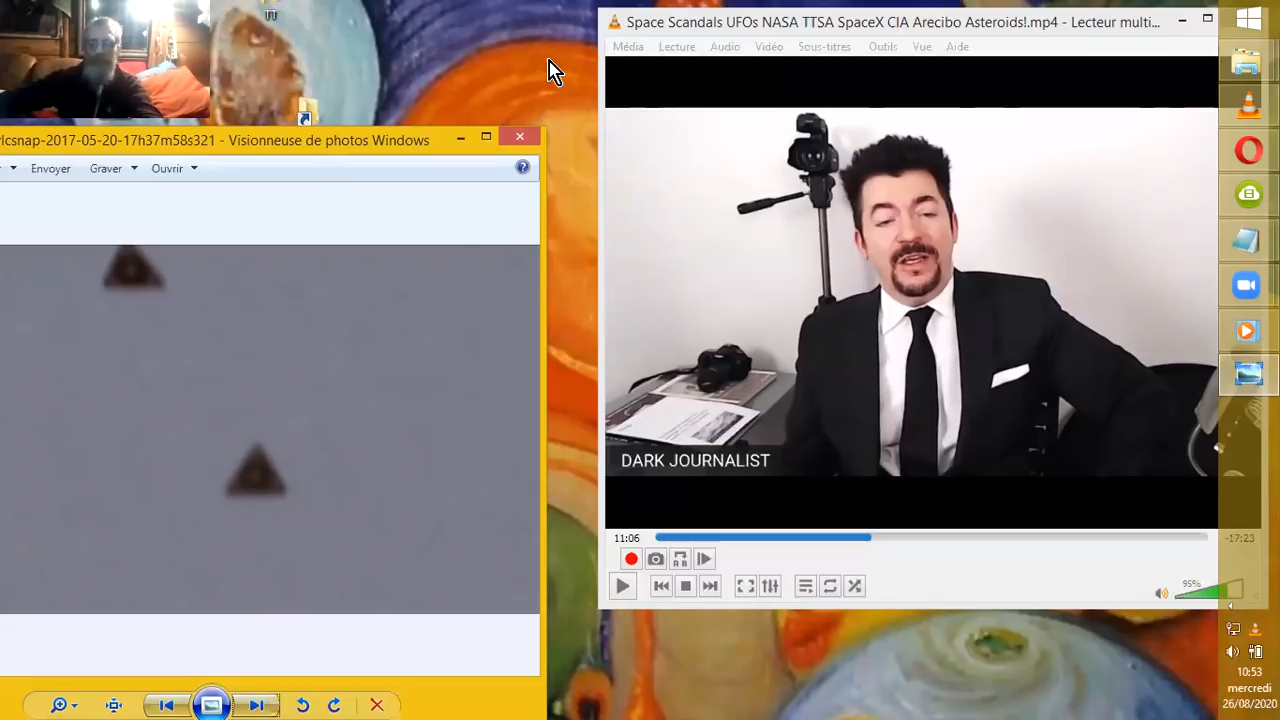 TT
Space Scandals UFOs NASA TTSA SpaceX CIA Arecibo Asteroids!.mp4 - Lecteur multi...
Média Lecture Audio Vidéo Sous-titres Outils Vue Aide
lcsnap-2017-05-20-17h37m58s321 - Visionneuse de photos Windows
Envoyer Graver Ouvrir
DARK JOURNALIST
11:06
-17:23
A B
95%
10:53
mercredi
26/08/2020